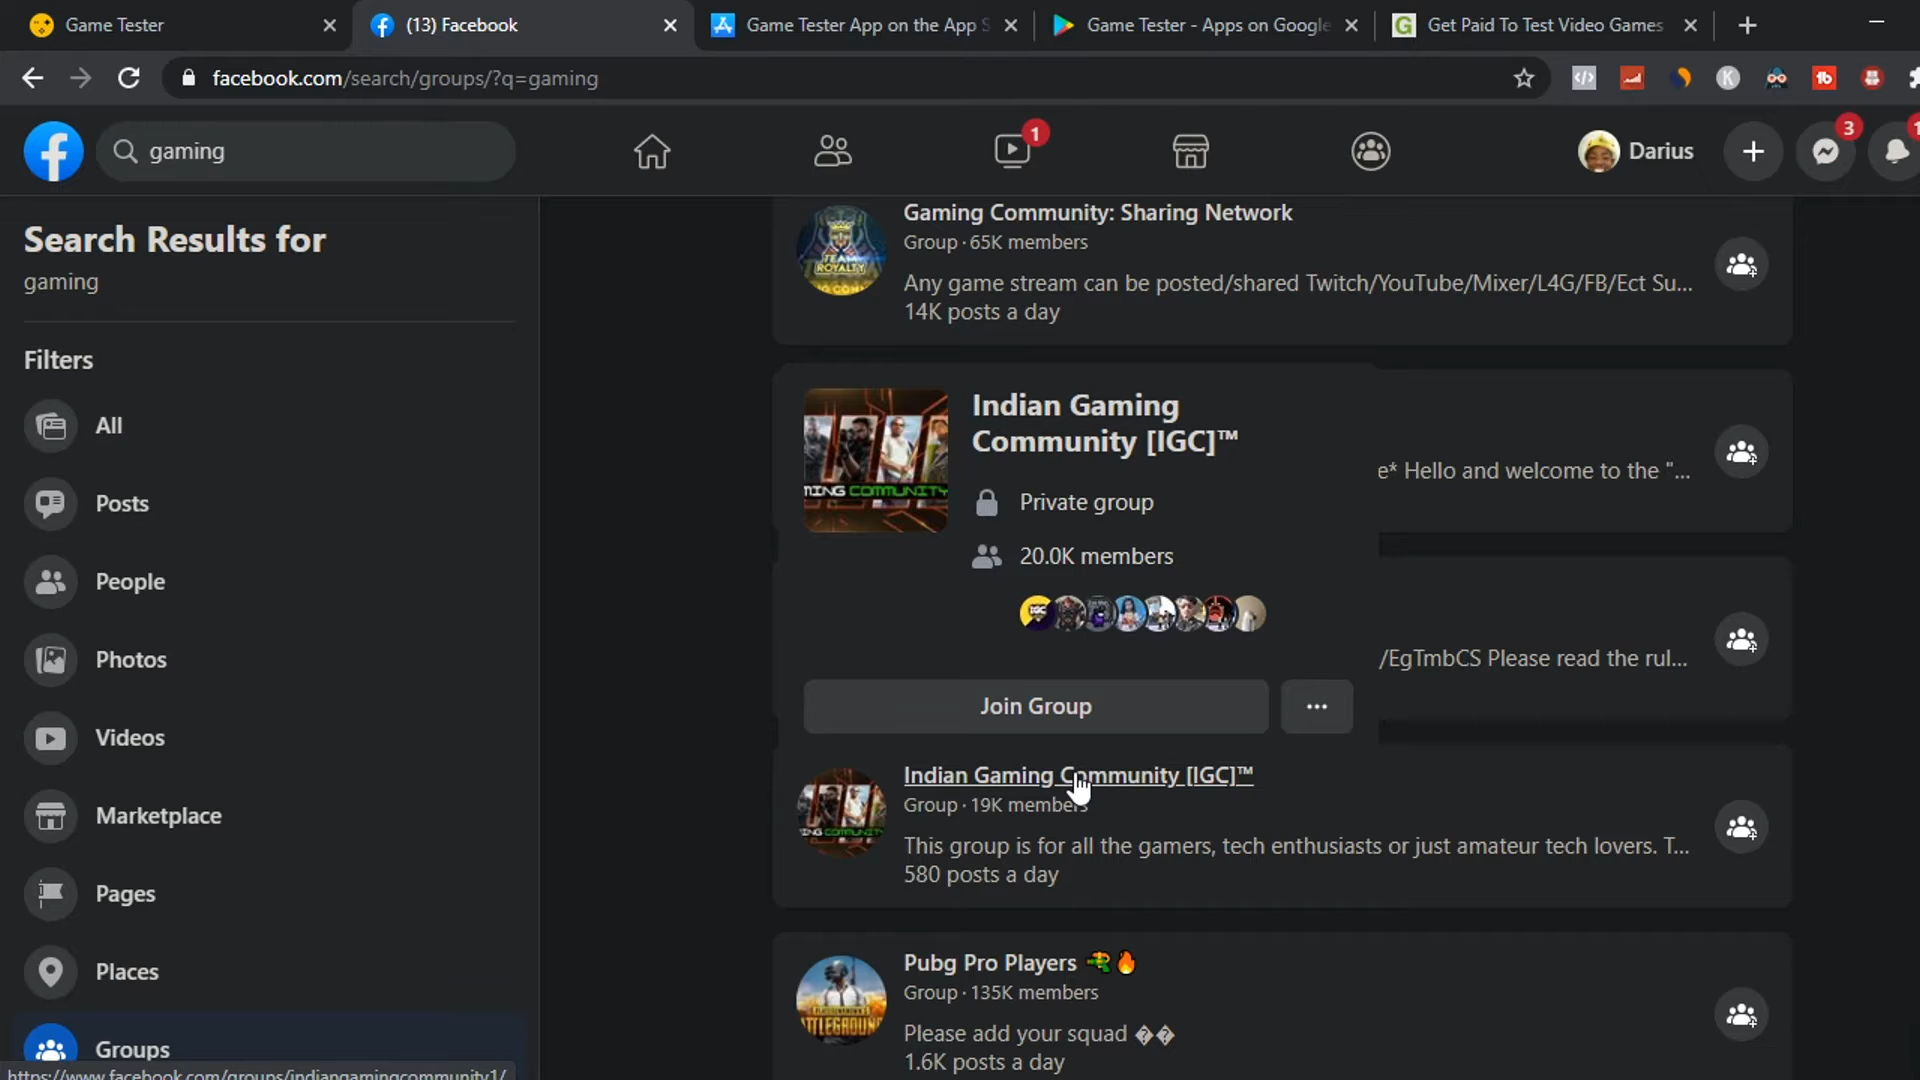 Game Tester
(13) Facebook
Game Tester App on the App S
Game Tester - Apps on Google
Get Paid To Test Video Games
facebook.com/search/groups/?q=gaming
gaming
1
Darius
3
1
Search Results for
gaming
Filters
All
Posts
People
Photos
Videos
Marketplace
Pages
Places
Groups
https://www.facebook.com/groups/indiangamingcommunity1/
Gaming Community: Sharing Network
Group · 65K members
Any game stream can be posted/shared Twitch/YouTube/Mixer/L4G/FB/Ect Su...
14K posts a day
Indian Gaming
Community [IGC]™
Private group
20.0K members
Join Group
e* Hello and welcome to the "...
/EgTmbCS Please read the rul...
Indian Gaming Community [IGC]™
Group · 19K members
This group is for all the gamers, tech enthusiasts or just amateur tech lovers. T...
580 posts a day
Pubg Pro Players
Group · 135K members
Please add your squad ��
1.6K posts a day